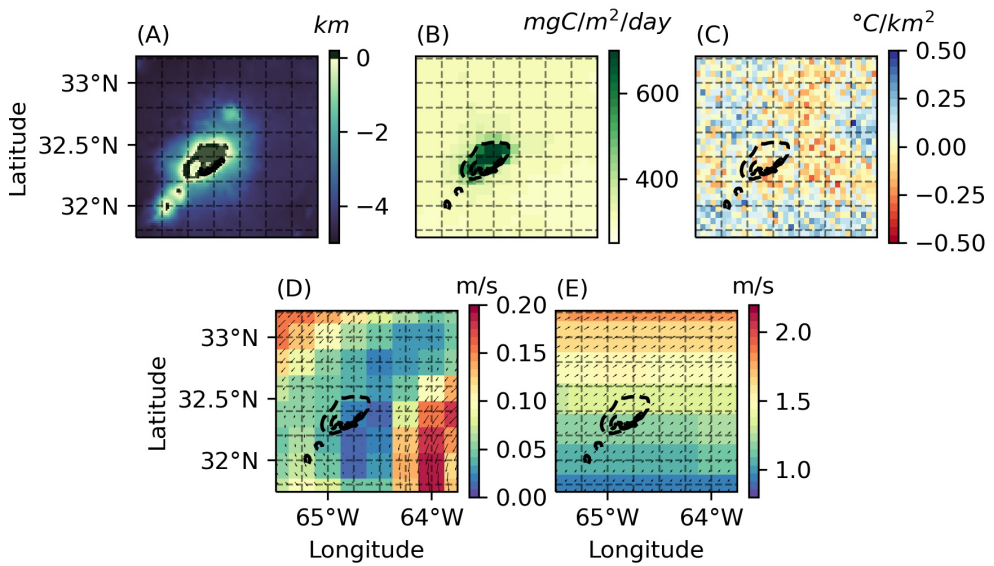 (A) km
(B) mgC/m²/day
(C) °C/km²
33°N
32.5°N
32°N
Latitude
0
−2
−4
600
400
0.50
0.25
0.00
−0.25
−0.50
(D) m/s
(E) m/s
33°N
32.5°N
32°N
Latitude
0.20
0.15
0.10
0.05
0.00
2.0
1.5
1.0
65°W 64°W
65°W 64°W
Longitude
Longitude